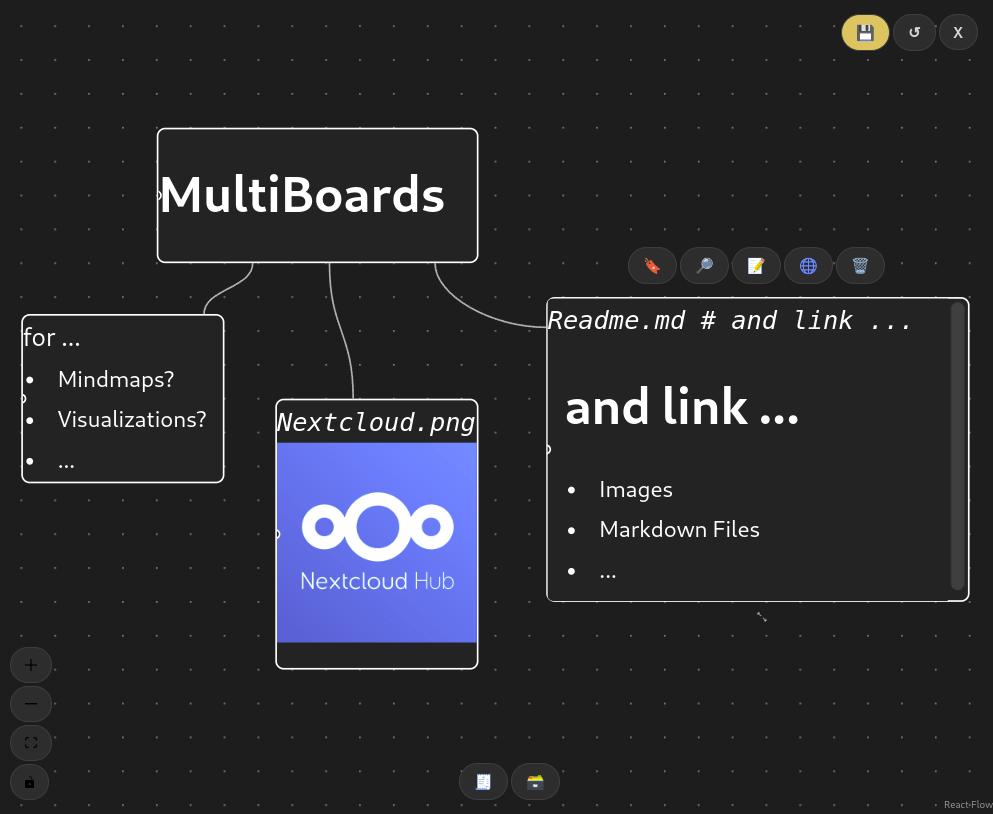 X
MultiBoards
for ...
• Mindmaps?
• Visualizations?
• ...
Nextcloud.png
Nextcloud Hub
Readme.md # and link ...
and link ...
• Images
• Markdown Files
• ...
React Flow